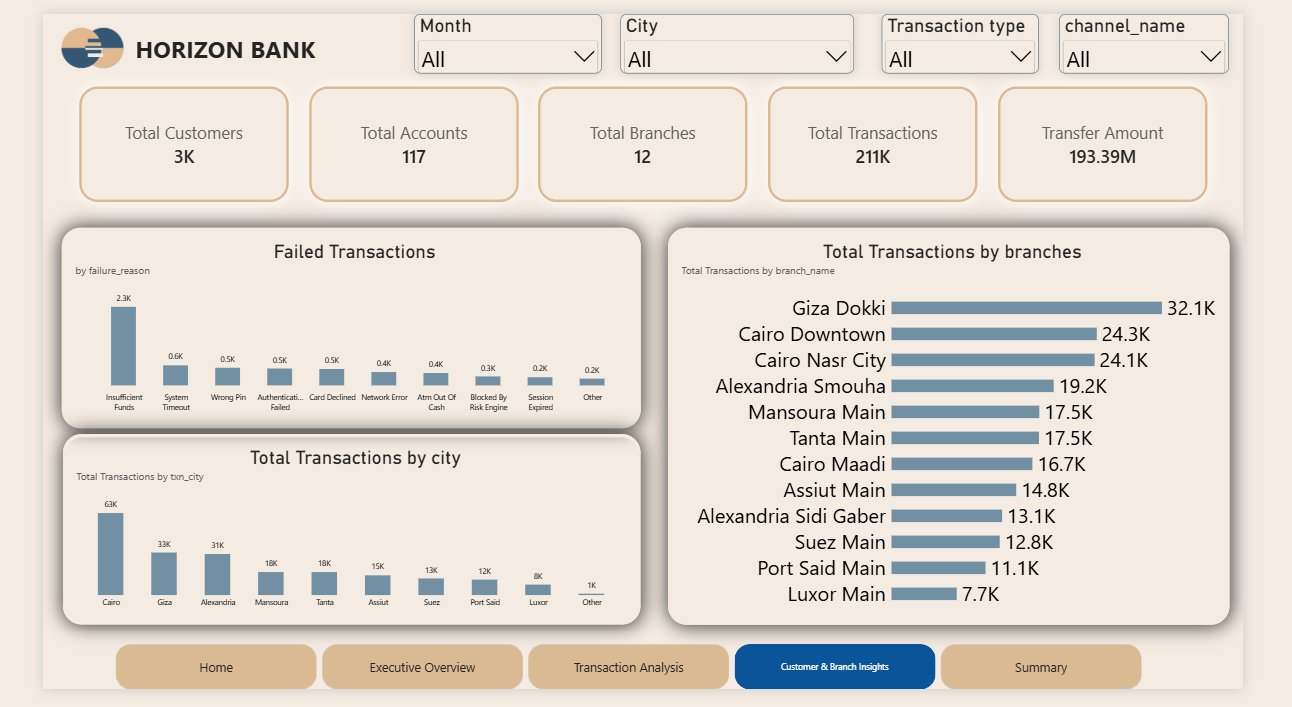 HORIZON BANK
Month
All
City
All
Transaction type
All
channel_name
All
Total Customers
3K
Total Accounts
117
Total Branches
12
Total Transactions
211K
Transfer Amount
193.39M
Failed Transactions
by failure_reason
2.3K
0.6K
0.5K
0.5K
0.5K
0.4K
0.4K
0.3K
0.2K
0.2K
Insufficient
Funds
System
Timeout
Wrong Pin
Authenticati...
Failed
Card Declined
Network Error
Atm Out Of
Cash
Blocked By
Risk Engine
Session
Expired
Other
Total Transactions by city
Total Transactions by txn_city
63K
33K
31K
18K
18K
15K
13K
12K
8K
1K
Cairo
Giza
Alexandria
Mansoura
Tanta
Assiut
Suez
Port Said
Luxor
Other
Total Transactions by branches
Total Transactions by branch_name
Giza Dokki 32.1K
Cairo Downtown 24.3K
Cairo Nasr City 24.1K
Alexandria Smouha 19.2K
Mansoura Main 17.5K
Tanta Main 17.5K
Cairo Maadi 16.7K
Assiut Main 14.8K
Alexandria Sidi Gaber 13.1K
Suez Main 12.8K
Port Said Main 11.1K
Luxor Main 7.7K
Home
Executive Overview
Transaction Analysis
Customer & Branch Insights
Summary